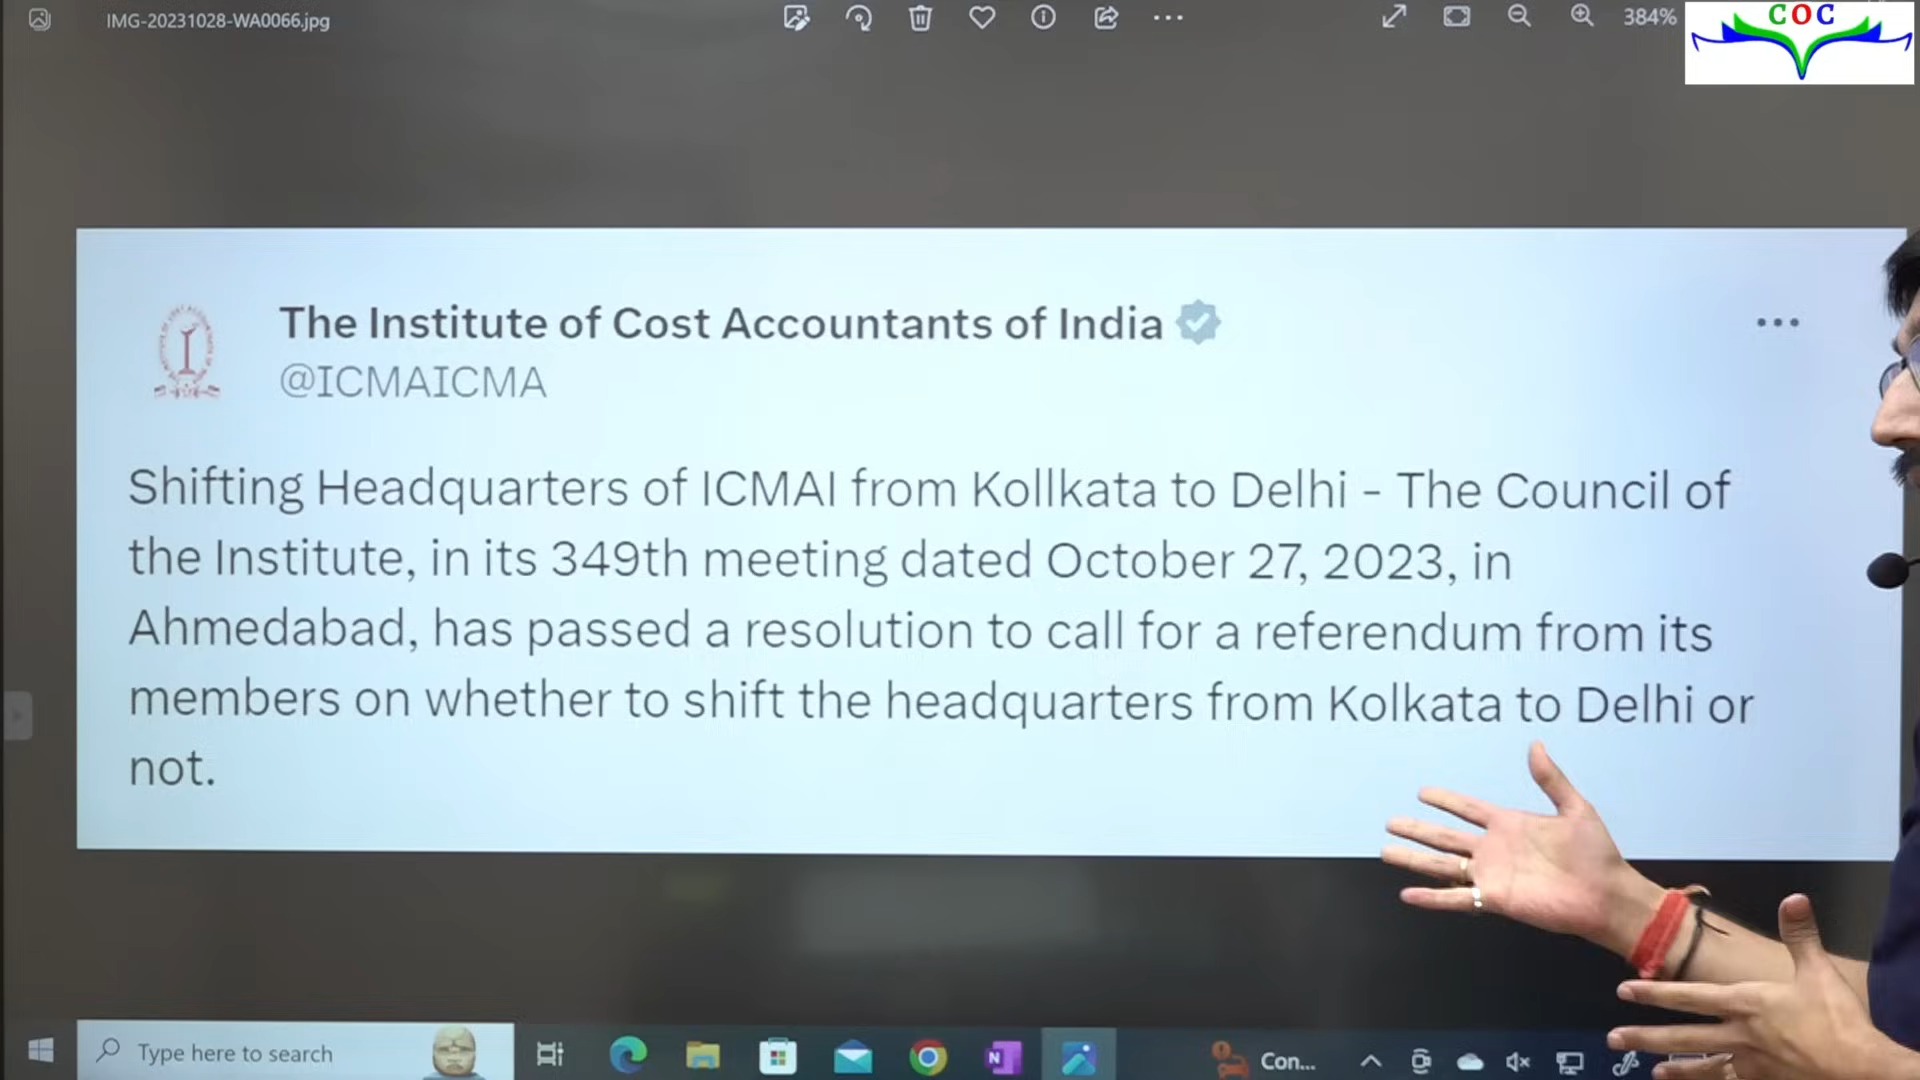 IMG-20231028-WA0066.jpg
384%
COC
The Institute of Cost Accountants of India
@ICMAICMA
Shifting Headquarters of ICMAI from Kollkata to Delhi - The Council of
the Institute, in its 349th meeting dated October 27, 2023, in
Ahmedabad, has passed a resolution to call for a referendum from its
members on whether to shift the headquarters from Kolkata to Delhi or
not.
Type here to search
Con...